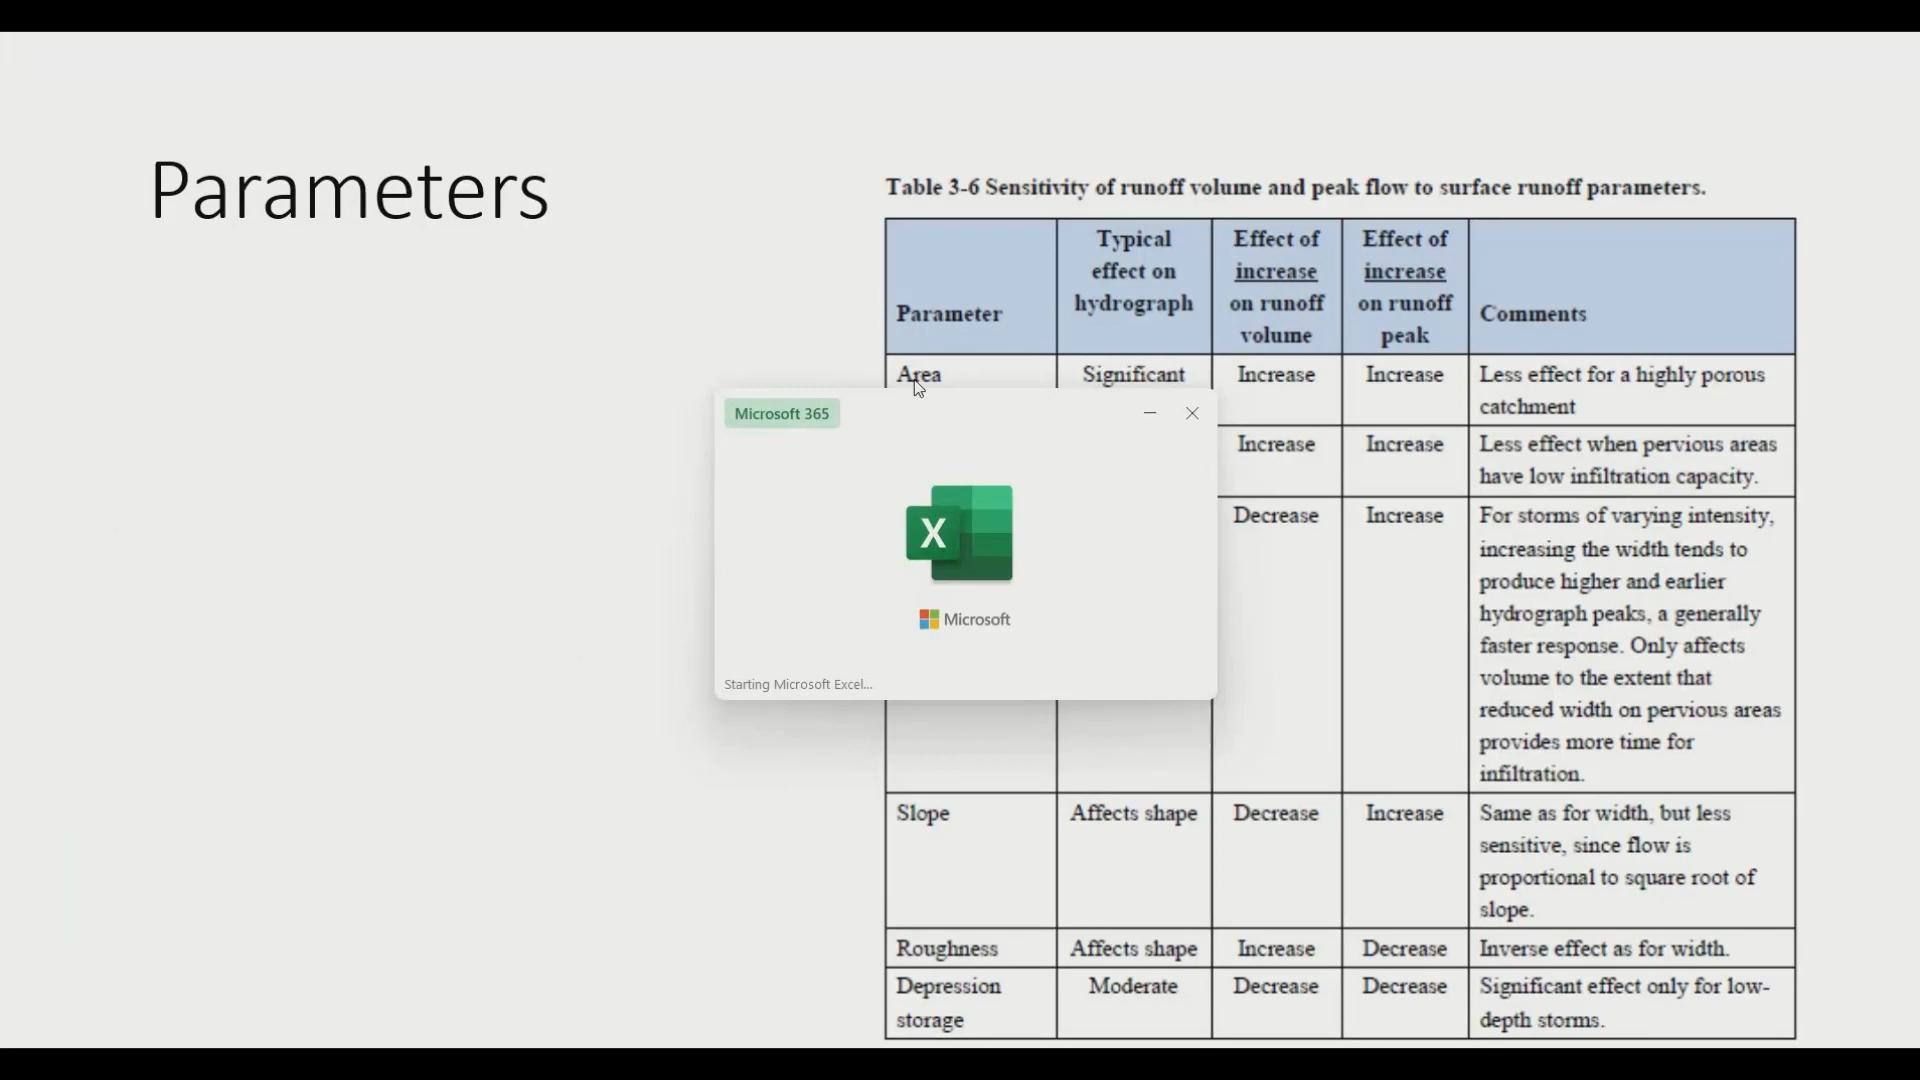 Parameters
Table 3-6 Sensitivity of runoff volume and peak flow to surface runoff parameters.
Parameter
Typical
effect on
hydrograph
Effect of
increase
on runoff
volume
Effect of
increase
on runoff
peak
Comments
Area
Significant
Increase
Increase
Less effect for a highly porous
catchment
Increase
Increase
Less effect when pervious areas
have low infiltration capacity.
Decrease
Increase
For storms of varying intensity,
increasing the width tends to
produce higher and earlier
hydrograph peaks, a generally
faster response. Only affects
volume to the extent that
reduced width on pervious areas
provides more time for
infiltration.
Slope
Affects shape
Decrease
Increase
Same as for width, but less
sensitive, since flow is
proportional to square root of
slope.
Roughness
Affects shape
Increase
Decrease
Inverse effect as for width.
Depression
storage
Moderate
Decrease
Decrease
Significant effect only for low-
depth storms.
Microsoft 365
X
Microsoft
Starting Microsoft Excel...